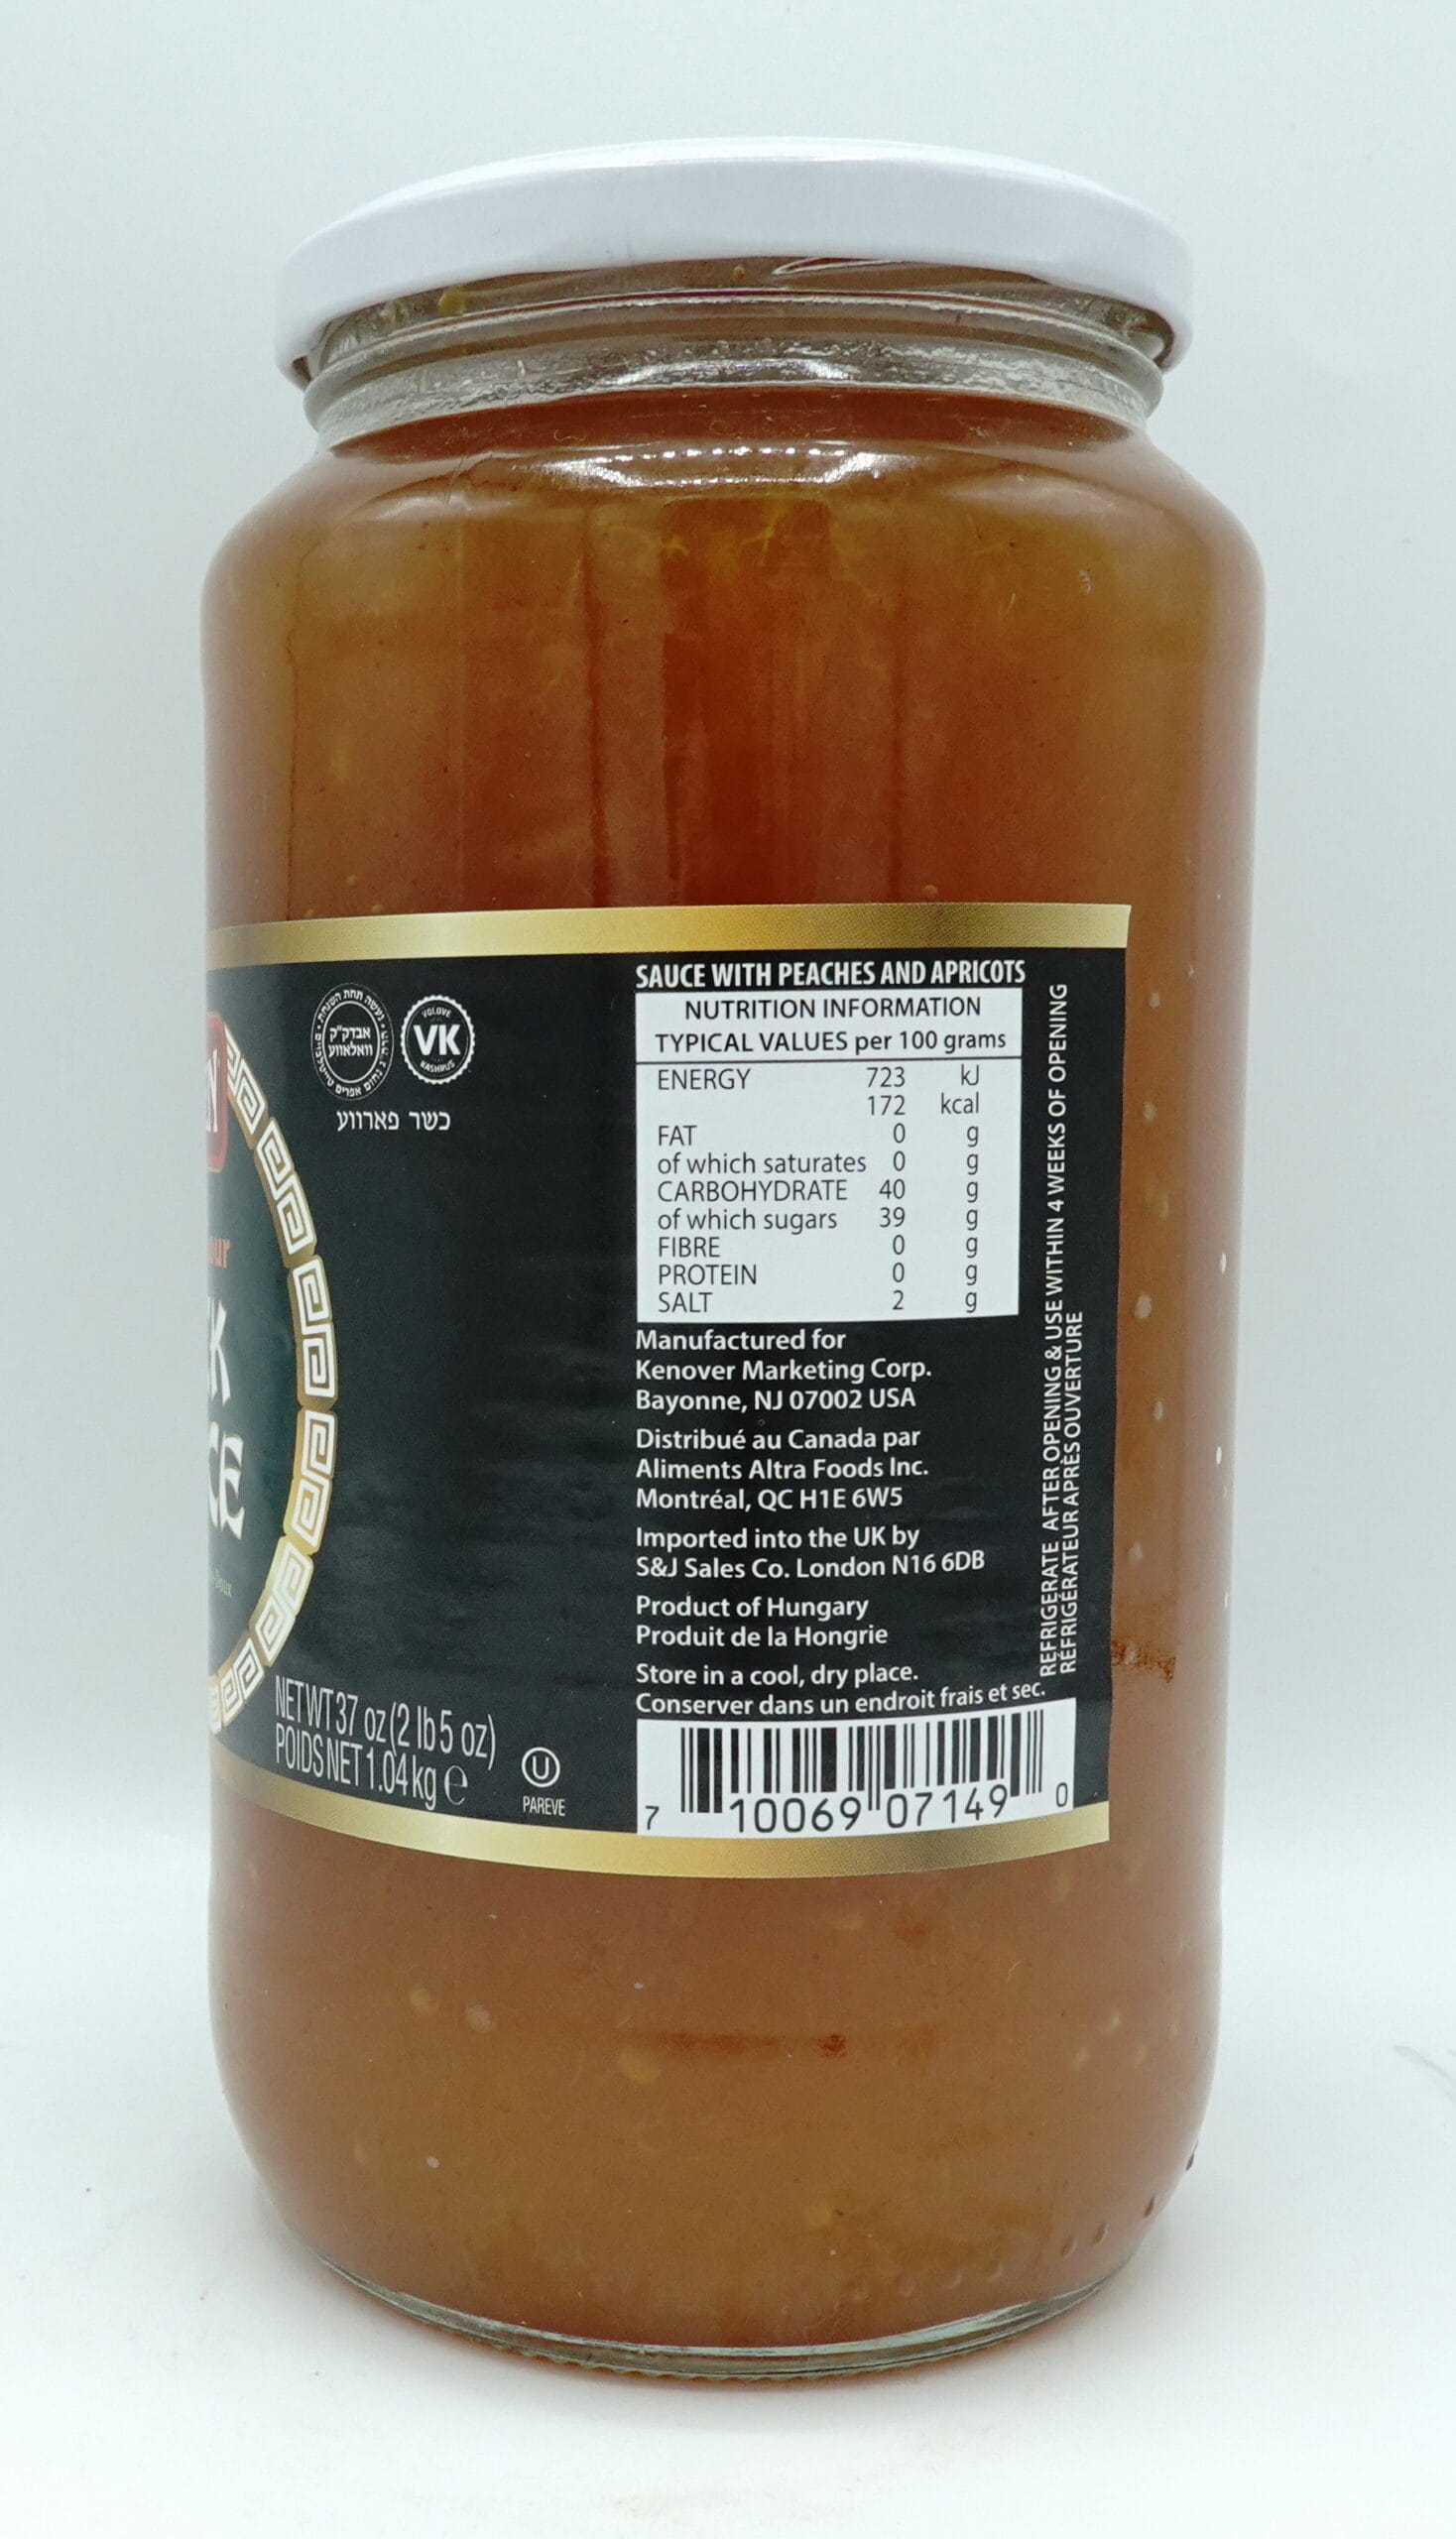 VOLOVE
VK
KASHRUS
אבדק"ק
וואלאווע
כשר פארווע
SAUCE WITH PEACHES AND APRICOTS
NUTRITION INFORMATION
TYPICAL VALUES per 100 grams
ENERGY 723 kJ
172 kcal
FAT 0 g
of which saturates 0 g
CARBOHYDRATE 40 g
of which sugars 39 g
FIBRE 0 g
PROTEIN 0 g
SALT 2 g
Manufactured for
Kenover Marketing Corp.
Bayonne, NJ 07002 USA
Distribué au Canada par
Aliments Altra Foods Inc.
Montréal, QC H1E 6W5
Imported into the UK by
S&J Sales Co. London N16 6DB
Product of Hungary
Produit de la Hongrie
Store in a cool, dry place.
Conserver dans un endroit frais et sec.
REFRIGERATE AFTER OPENING & USE WITHIN 4 WEEKS OF OPENING
RÉFRIGÉRATEUR APRÈS OUVERTURE
NET WT 37 oz (2 lb 5 oz)
POIDS NET 1.04 kg e
U
PAREVE
7 10069 07149 0